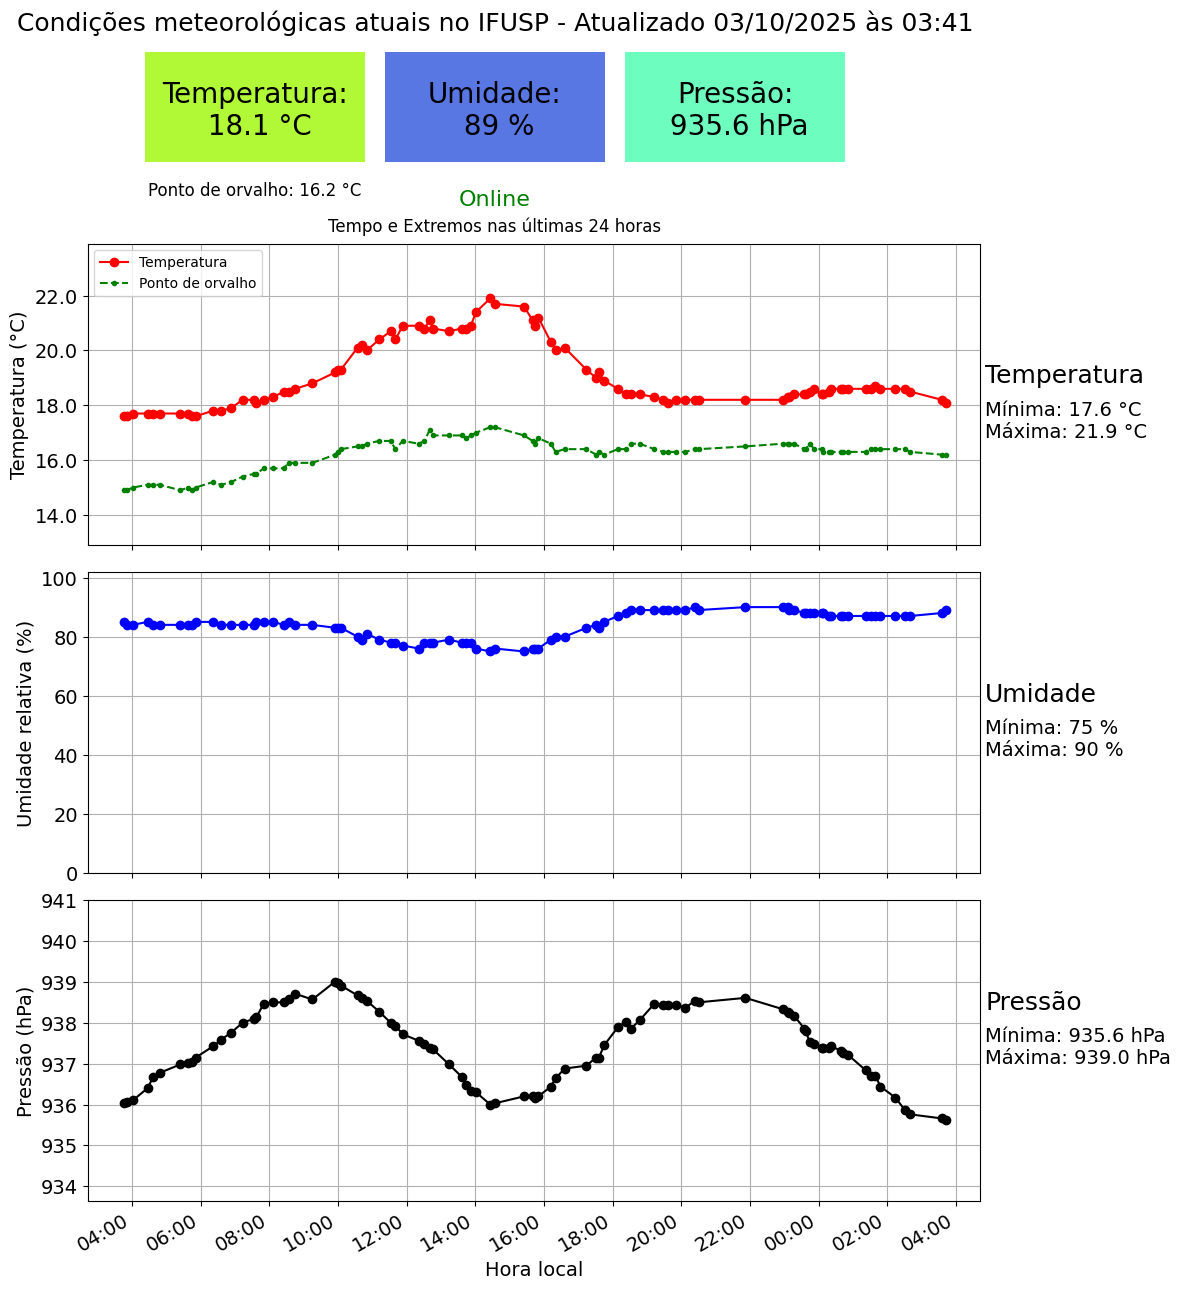 Condições meteorológicas atuais no IFUSP - Atualizado 03/10/2025 às 03:41
Temperatura:
18.1 °C
Umidade:
89 %
Pressão:
935.6 hPa
Ponto de orvalho: 16.2 °C
Online
Tempo e Extremos nas últimas 24 horas
Temperatura
Ponto de orvalho
Temperatura (°C)
22.0
20.0
18.0
16.0
14.0
Temperatura
Mínima: 17.6 °C
Máxima: 21.9 °C
Umidade relativa (%)
100
80
60
40
20
0
Umidade
Mínima: 75 %
Máxima: 90 %
Pressão (hPa)
941
940
939
938
937
936
935
934
Pressão
Mínima: 935.6 hPa
Máxima: 939.0 hPa
04:00
06:00
08:00
10:00
12:00
14:00
16:00
18:00
20:00
22:00
00:00
02:00
04:00
Hora local